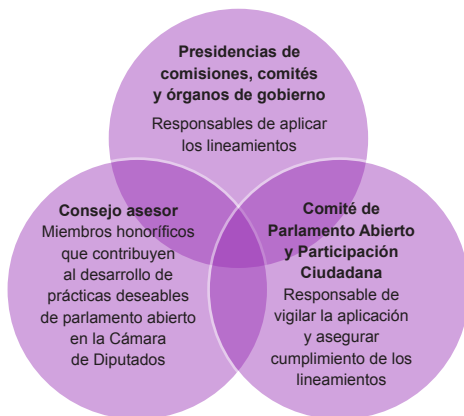 Presidencias de
comisiones, comités
y órganos de gobierno
Responsables de aplicar
los lineamientos
Consejo asesor
Miembros honoríficos
que contribuyen
al desarrollo de
prácticas deseables
de parlamento abierto
en la Cámara
de Diputados
Comité de
Parlamento Abierto
y Participación
Ciudadana
Responsable de
vigilar la aplicación
y asegurar
cumplimiento de los
lineamientos